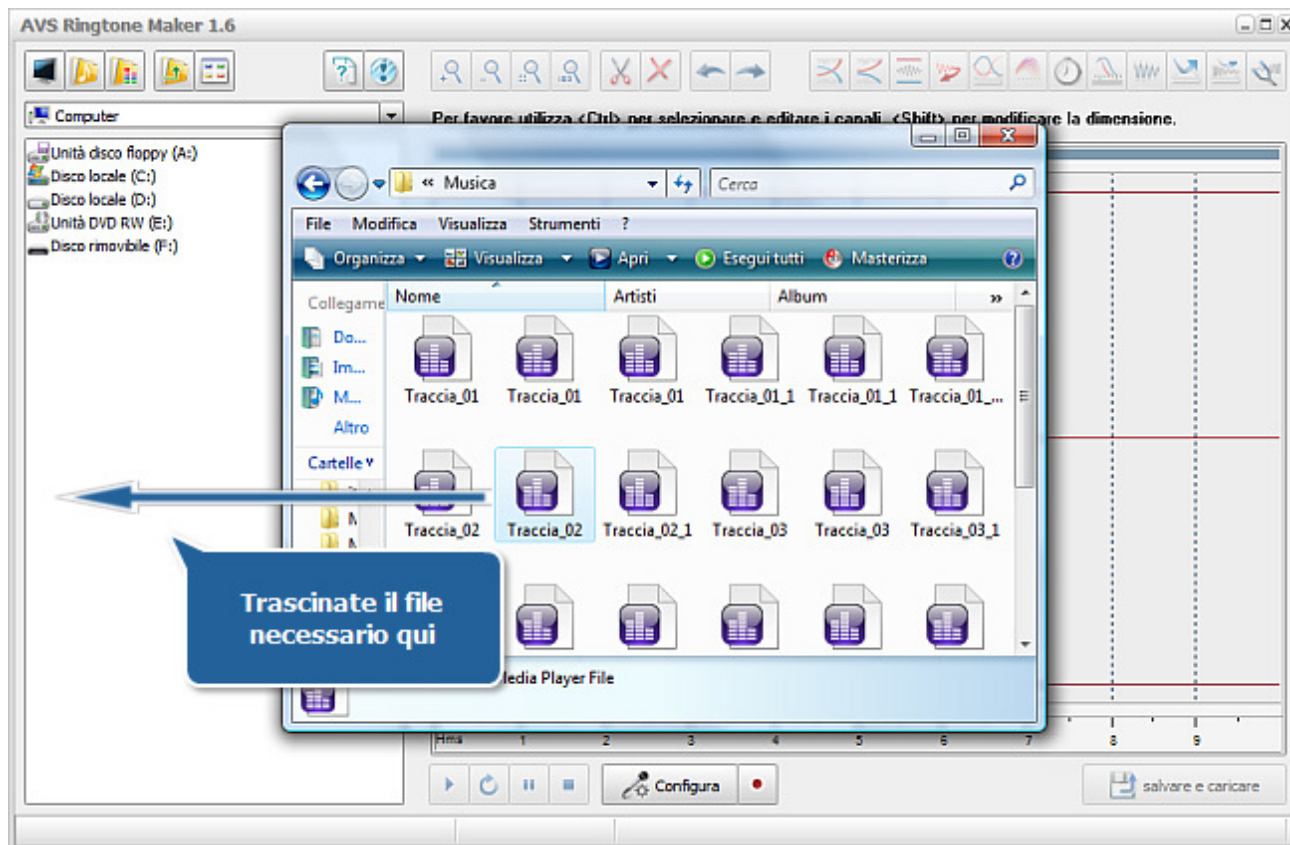 AVS Ringtone Maker 1.6
Computer
Per favore utilizza <Ctrl> per selezionare e editare i canali. <Shift> per modificare la dimensione.
Unità disco floppy (A:)
Disco locale (C:)
Disco locale (D:)
Unità DVD RW (E:)
Disco rimovibile (F:)
« Musica
Cerca
File Modifica Visualizza Strumenti ?
Organizza Visualizza Apri Esegui tutti Masterizza
Collegame
Nome Artisti Album »
Do...
Im...
M...
Altro
Cartelle
Traccia_01 Traccia_01 Traccia_01 Traccia_01_1 Traccia_01_1 Traccia_01_...
Traccia_02 Traccia_02 Traccia_02_1 Traccia_03 Traccia_03 Traccia_03_1
Trascinate il file
necessario qui
Media Player File
Hms 1 2 3 4 5 6 7 8 9
Configura
salvare e caricare